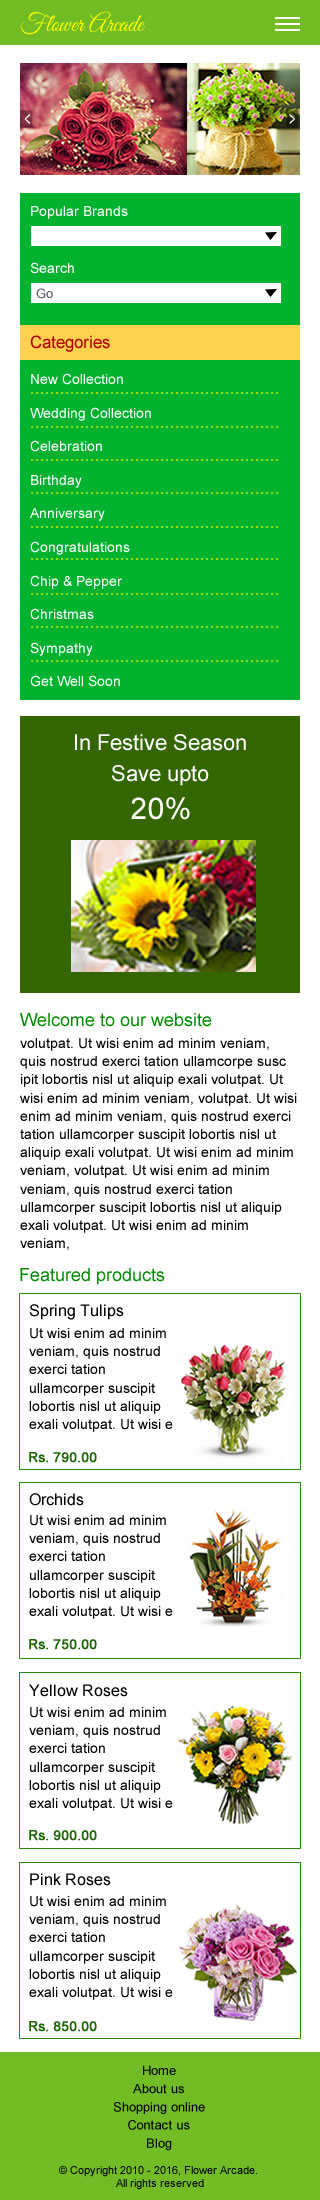 Flower Arcade
Popular Brands
Search
Go
Categories
New Collection
Wedding Collection
Celebration
Birthday
Anniversary
Congratulations
Chip & Pepper
Christmas
Sympathy
Get Well Soon
In Festive Season
Save upto
20%
Welcome to our website
volutpat. Ut wisi enim ad minim veniam,
quis nostrud exerci tation ullamcorpe susc
ipit lobortis nisl ut aliquip exali volutpat. Ut
wisi enim ad minim veniam, volutpat. Ut wisi
enim ad minim veniam, quis nostrud exerci
tation ullamcorper suscipit lobortis nisl ut
aliquip exali volutpat. Ut wisi enim ad minim
veniam, volutpat. Ut wisi enim ad minim
veniam, quis nostrud exerci tation
ullamcorper suscipit lobortis nisl ut aliquip
exali volutpat. Ut wisi enim ad minim
veniam,
Featured products
Spring Tulips
Ut wisi enim ad minim
veniam, quis nostrud
exerci tation
ullamcorper suscipit
lobortis nisl ut aliquip
exali volutpat. Ut wisi e
Rs. 790.00
Orchids
Ut wisi enim ad minim
veniam, quis nostrud
exerci tation
ullamcorper suscipit
lobortis nisl ut aliquip
exali volutpat. Ut wisi e
Rs. 750.00
Yellow Roses
Ut wisi enim ad minim
veniam, quis nostrud
exerci tation
ullamcorper suscipit
lobortis nisl ut aliquip
exali volutpat. Ut wisi e
Rs. 900.00
Pink Roses
Ut wisi enim ad minim
veniam, quis nostrud
exerci tation
ullamcorper suscipit
lobortis nisl ut aliquip
exali volutpat. Ut wisi e
Rs. 850.00
Home
About us
Shopping online
Contact us
Blog
© Copyright 2010 - 2016, Flower Arcade.
All rights reserved